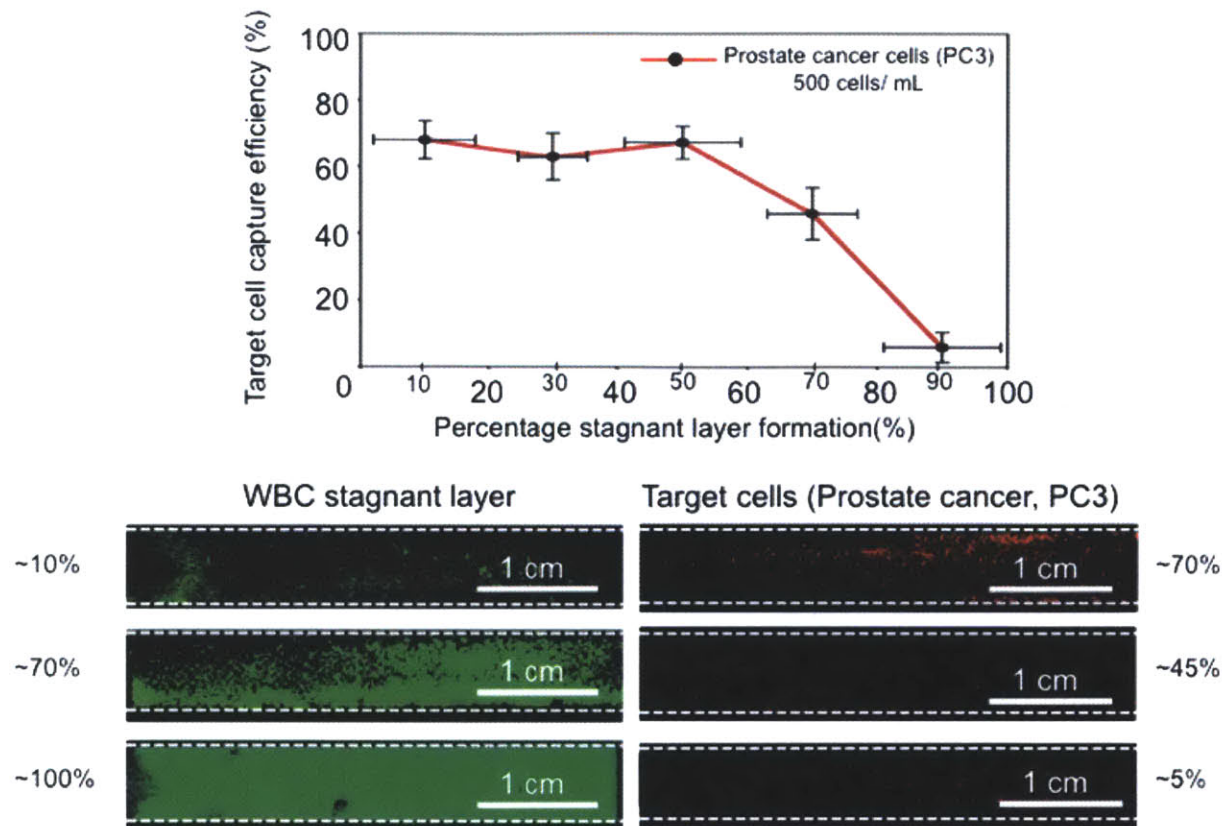 Target cell capture efficiency (%)
100
80
60
40
20
0
Prostate cancer cells (PC3)
500 cells/ mL
10 20 30 40 50 60 70 80 90 100
Percentage stagnant layer formation(%)
WBC stagnant layer
Target cells (Prostate cancer, PC3)
~10%
1 cm
1 cm
~70%
~70%
1 cm
1 cm
~45%
~100%
1 cm
1 cm
~5%